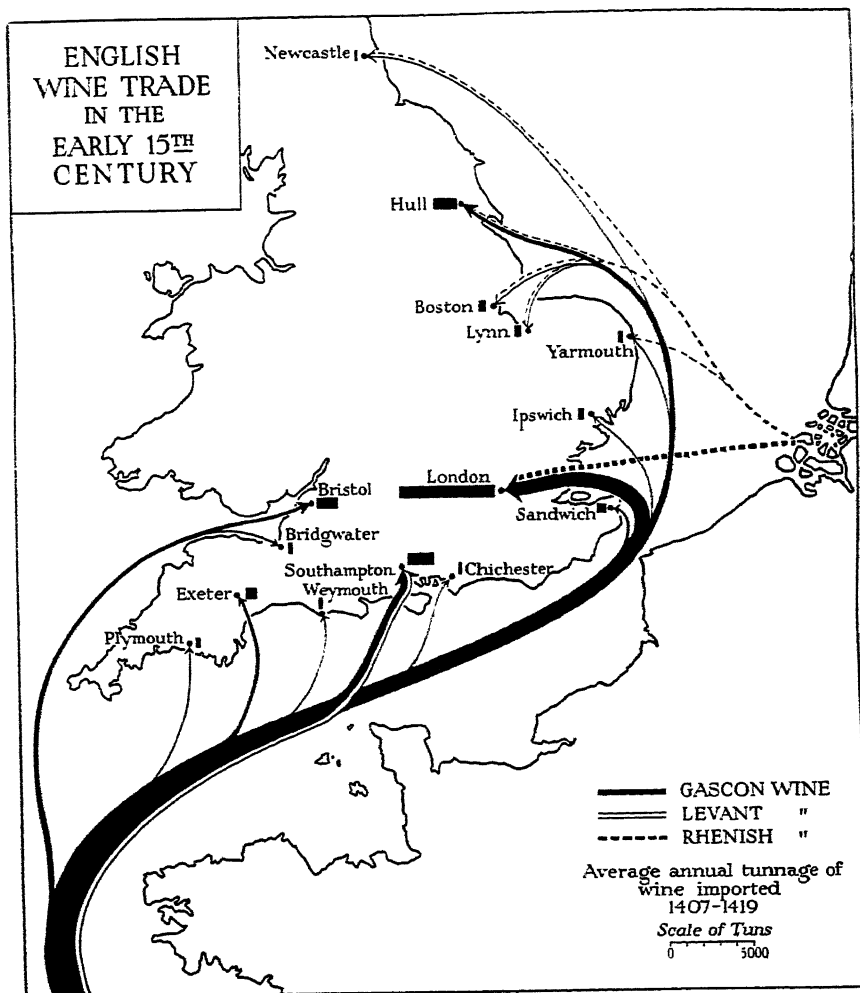 ENGLISH
WINE TRADE
IN THE
EARLY 15TH
CENTURY
Newcastle
Hull
Boston
Lynn
Yarmouth
Ipswich
London
Bristol
Sandwich
Bridgwater
Southampton
Chichester
Weymouth
Exeter
Plymouth
GASCON WINE
LEVANT "
RHENISH "
Average annual tunnage of
wine imported
1407-1419
Scale of Tuns
0 5000